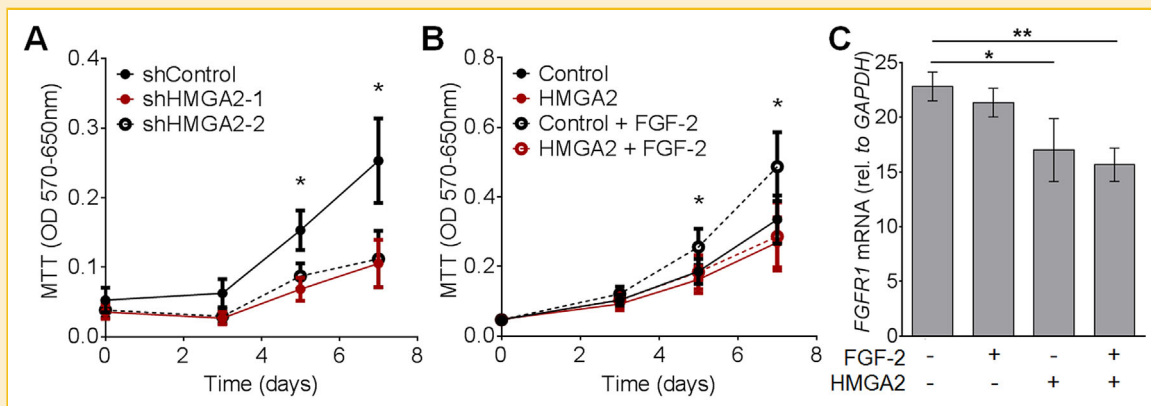 A
0.4
0.3
0.2
0.1
0.0
MTT (OD 570-650nm)
shControl
shHMGA2-1
shHMGA2-2
*
*
0 2 4 6 8
Time (days)
B
0.8
0.6
0.4
0.2
0.0
MTT (OD 570-650nm)
Control
HMGA2
Control + FGF-2
HMGA2 + FGF-2
*
*
0 2 4 6 8
Time (days)
C
**
*
25
20
15
10
5
0
FGFR1 mRNA (rel. to GAPDH)
FGF-2 - + - +
HMGA2 - - + +